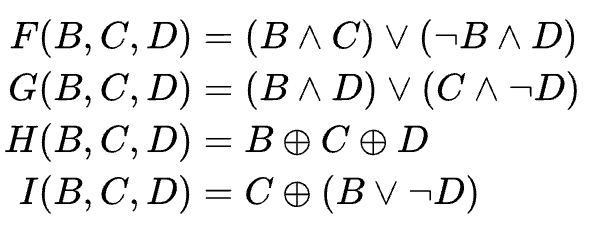 F(B, C, D) = (B ∧ C) ∨ (¬B ∧ D)
G(B, C, D) = (B ∧ D) ∨ (C ∧ ¬D)
H(B, C, D) = B ⊕ C ⊕ D
I(B, C, D) = C ⊕ (B ∨ ¬D)